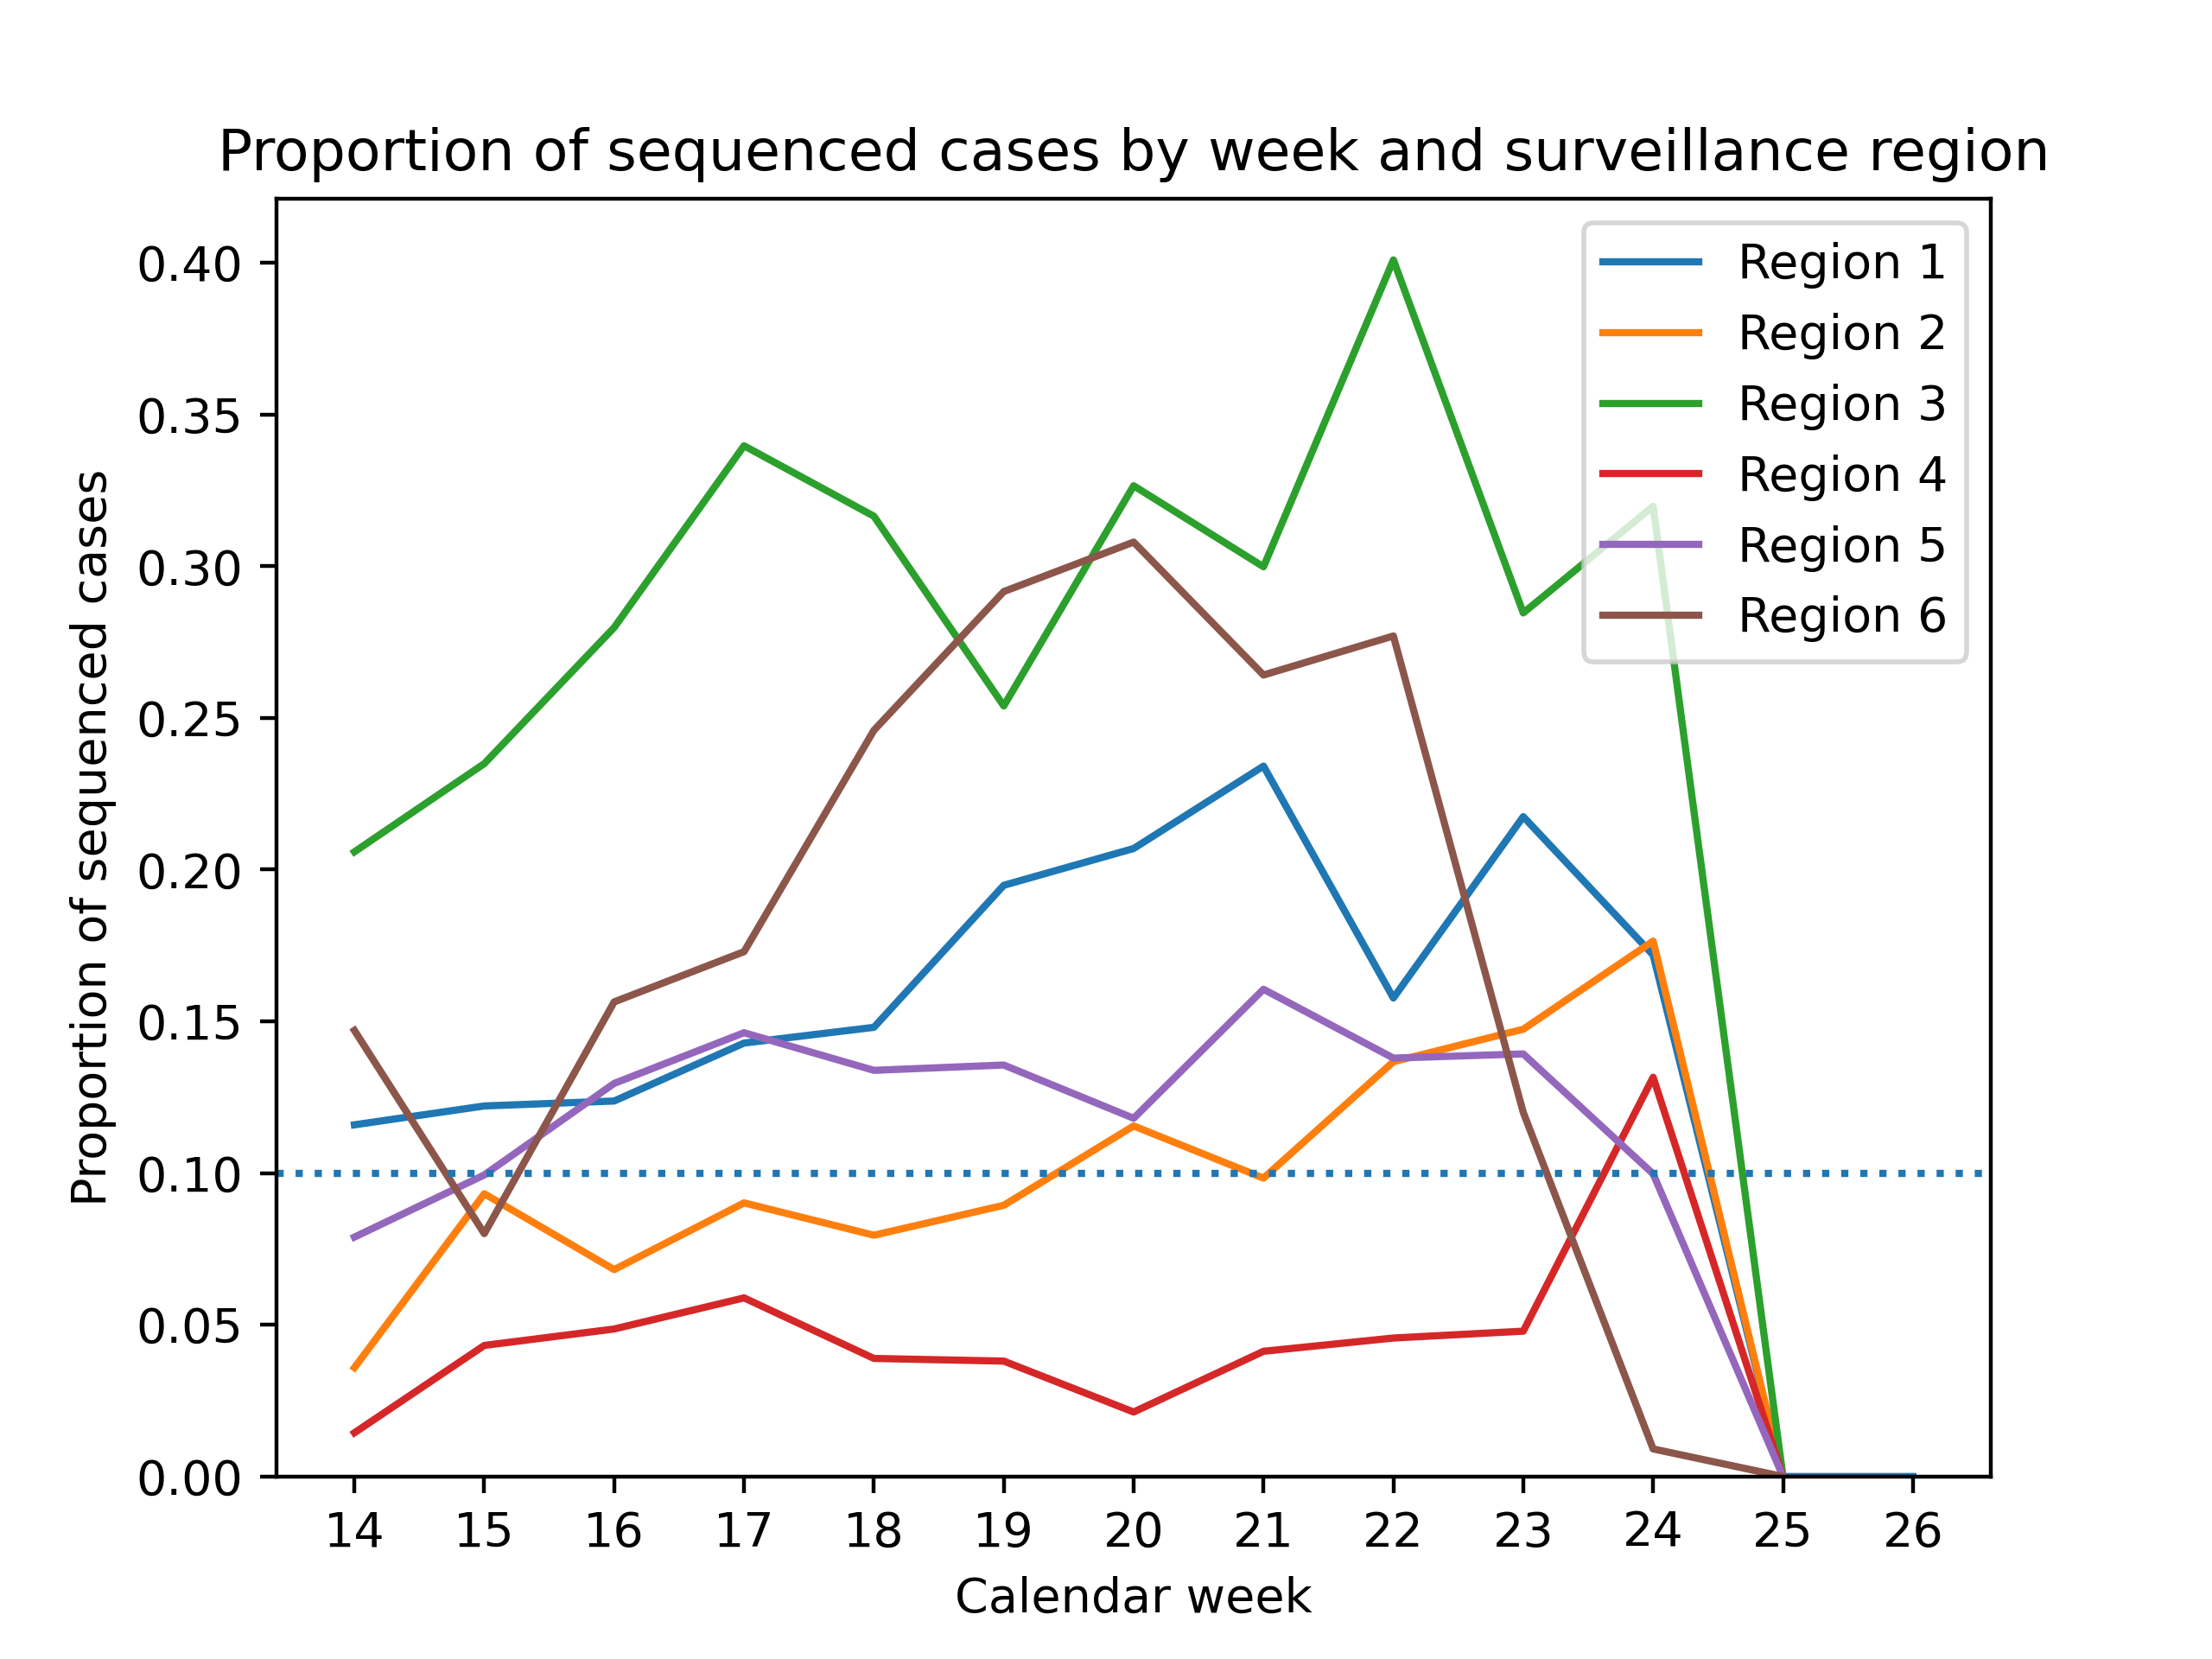 Proportion of sequenced cases by week and surveillance region
Proportion of sequenced cases
0.40
0.35
0.30
0.25
0.20
0.15
0.10
0.05
0.00
Region 1
Region 2
Region 3
Region 4
Region 5
Region 6
14 15 16 17 18 19 20 21 22 23 24 25 26
Calendar week